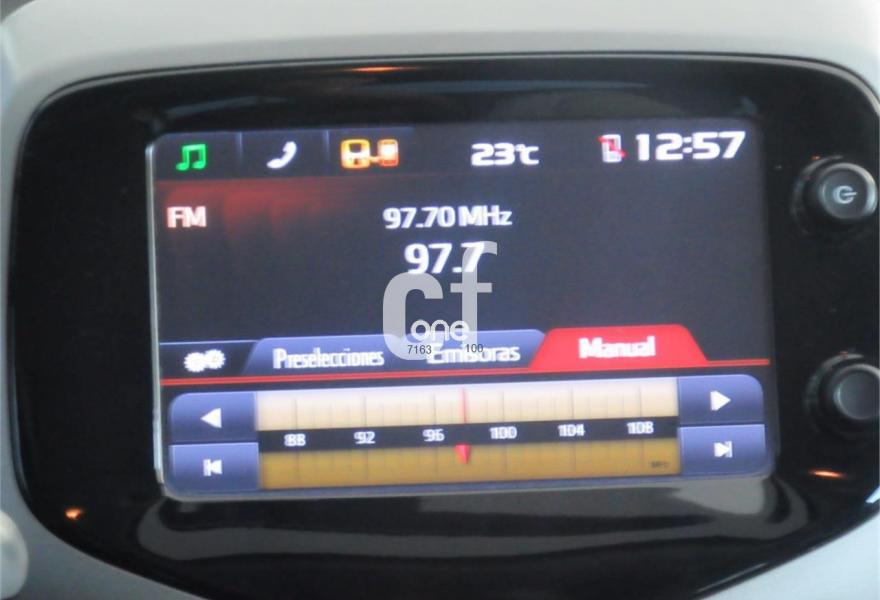 23°C 12:57
FM 97.70 MHz
97.7
cf
one
7163 100
Preselecciones Emisoras Manual
88 92 96 100 104 108
MHz